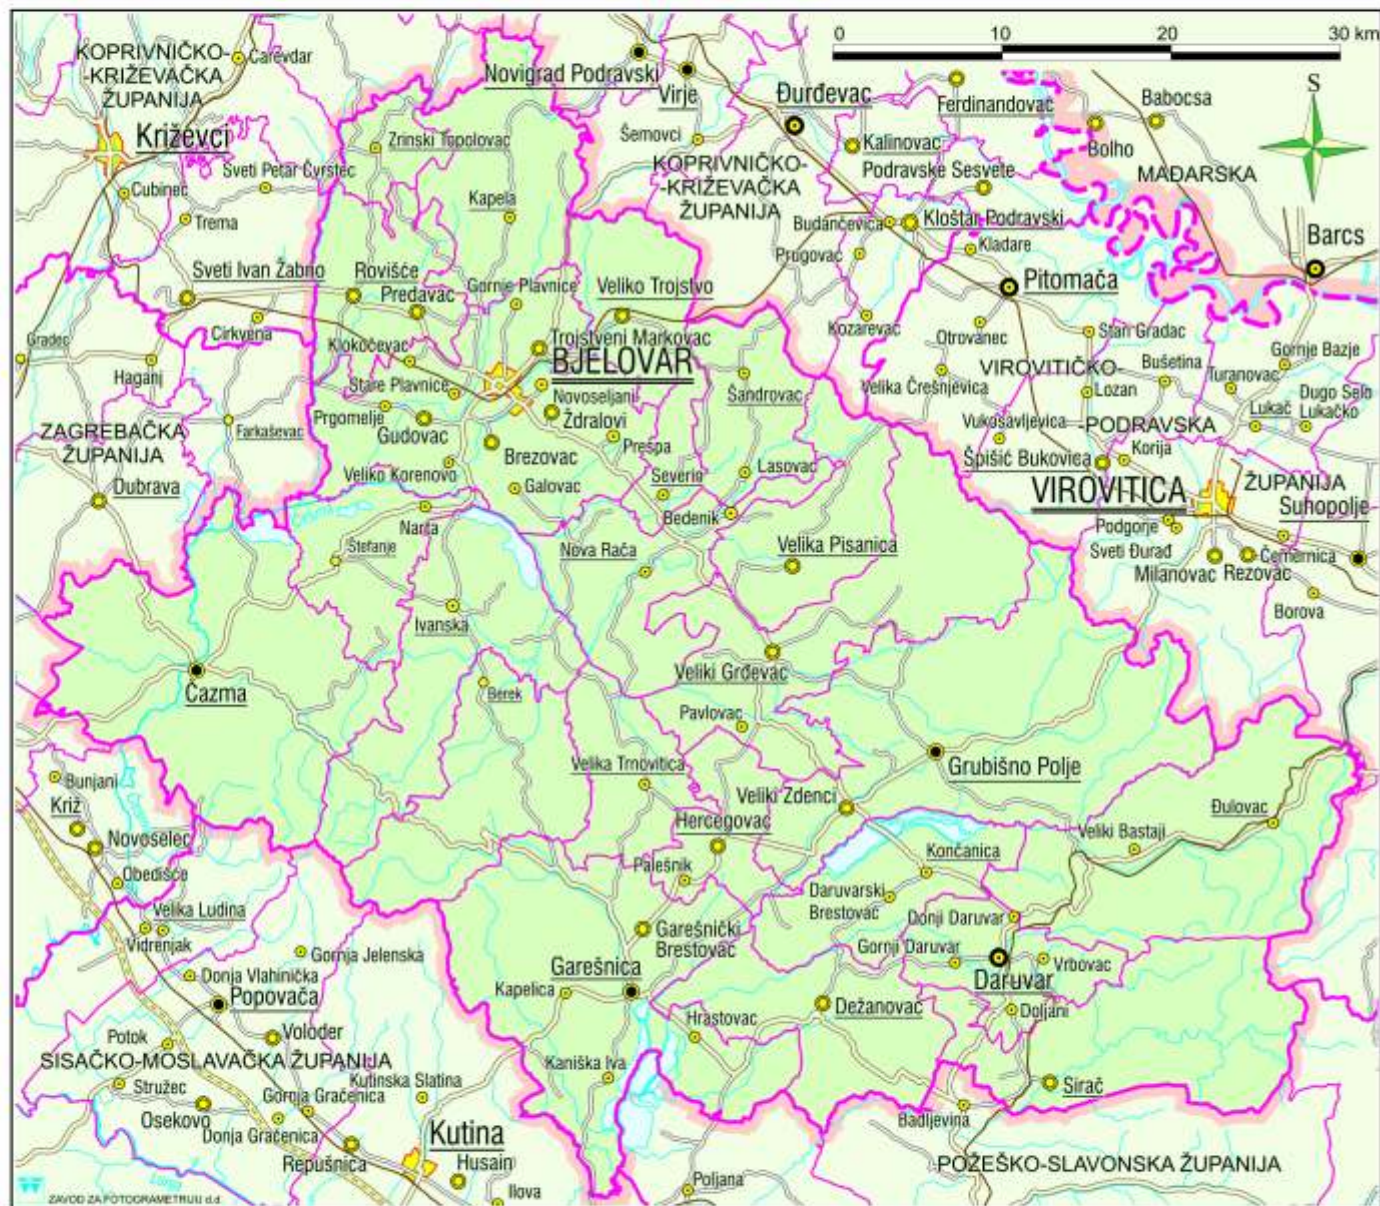 0 10 20 30 km
S
KOPRIVNIČKO-
-KRIŽEVAČKA
ŽUPANIJA
Carevdar
Novigrad Podravski
Virje
Đurđevac
Ferdinandovac
Babocsa
Križevci
Zrinski Topolovac
Šemovci
Kalinovac
Bolho
KOPRIVNIČKO-
-KRIŽEVAČKA
ŽUPANIJA
Podravske Sesvete
MAĐARSKA
Sveti Petar Čvrstec
Cubinec
Trema
Kapela
Budančevica
Kloštar Podravski
Prugovac
Kladare
Barcs
Sveti Ivan Žabno
Rovišće
Predavac
Gornje Plavnice
Veliko Trojstvo
Pitomača
Cirkvena
Kozarevac
Otrovanec
Stari Gradac
Gradec
Klokočevac
Trojstveni Markovac
BJELOVAR
Haganj
Stare Plavnice
Novoseljani
Šandrovac
Velika Črešnjevica
VIROVITIČKO-
Bušetina
Gornje Bazje
Lozan
Turanovac
Dugo Selo
Lukačko
Prgomelje
Gudovac
Ždralovi
Vukosavljevica
-PODRAVSKA
Lukač
ZAGREBAČKA
ŽUPANIJA
Farkaševac
Prespa
Brezovac
Špišić Bukovica
Korija
Veliko Korenovo
Severin
Lasovac
ŽUPANIJA
Dubrava
Galovac
VIROVITICA
Suhopolje
Narta
Bedenik
Podgorje
Štefanje
Nova Rača
Velika Pisanica
Sveti Đurađ
Milanovac
Rezovac
Čemernica
Borova
Ivanska
Čazma
Berek
Veliki Grđevac
Pavlovac
Bunjani
Velika Trnovitica
Grubišno Polje
Križ
Veliki Zdenci
Đulovac
Novoselec
Hercegovac
Veliki Bastaji
Obedišće
Palešnik
Končanica
Velika Ludina
Daruvarski
Brestovac
Donji Daruvar
Vidrenjak
Garešnički
Brestovac
Gornja Jelenska
Gornji Daruvar
Donja Vlahinička
Garešnica
Vrbovac
Daruvar
Popovača
Kapelica
Dežanovac
Doljani
Potok
Voloder
Hrastovac
SISAČKO-MOSLAVAČKA ŽUPANIJA
Kaniška Iva
Stružec
Kutinska Slatina
Sirač
Gornja Gračenica
Osekovo
Donja Gračenica
Badljevina
Kutina
Repušnica
Husain
POŽEŠKO-SLAVONSKA ŽUPANIJA
Ilova
Poljana
ZAVOD ZA FOTOGRAMETRIJU d.d.